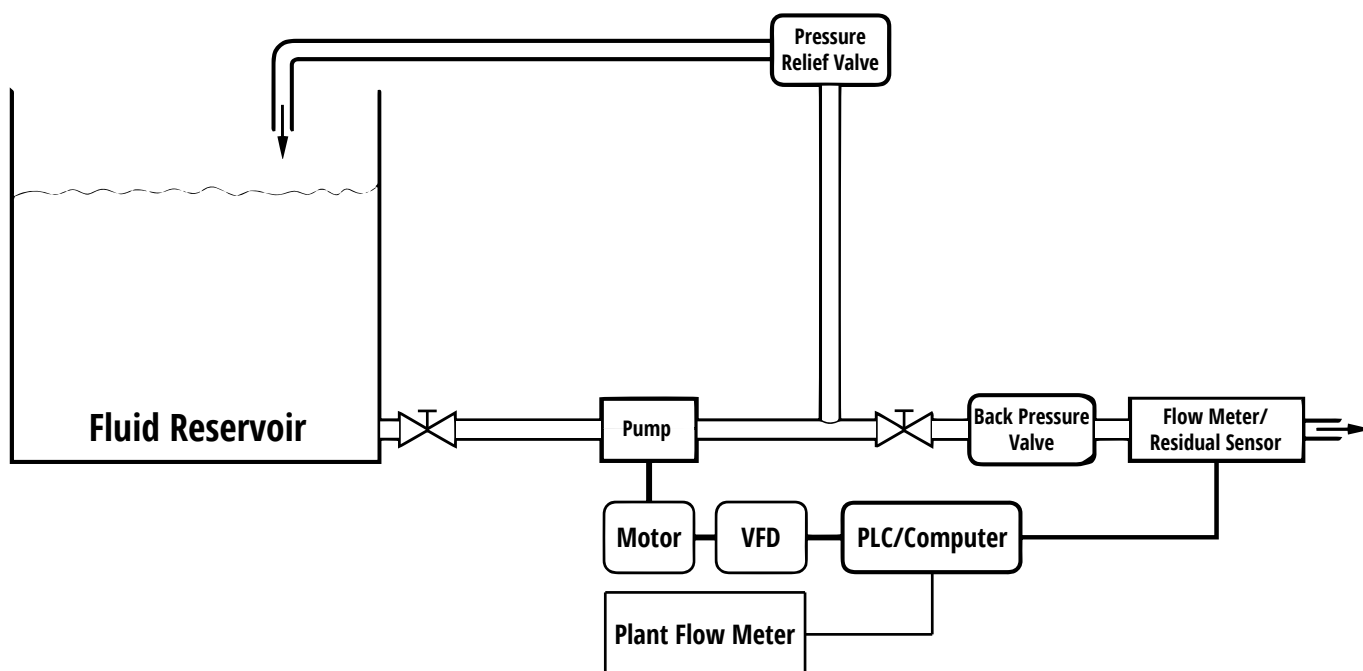 Pressure
Relief Valve
Fluid Reservoir
Pump
Back Pressure
Valve
Flow Meter/
Residual Sensor
Motor
VFD
PLC/Computer
Plant Flow Meter